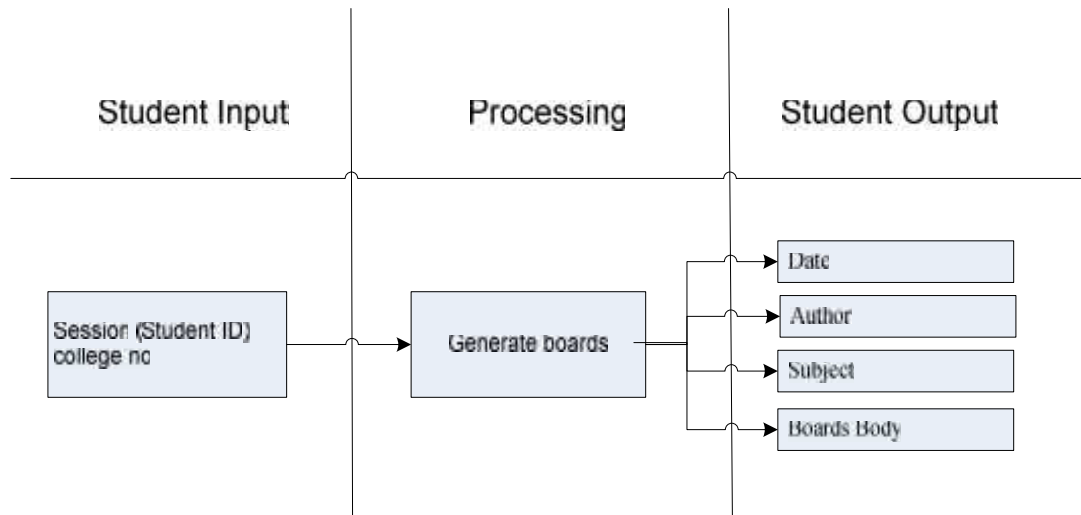 Student Input
Processing
Student Output
Session (Student ID)
college no
Generate boards
Date
Author
Subject
Boards Body